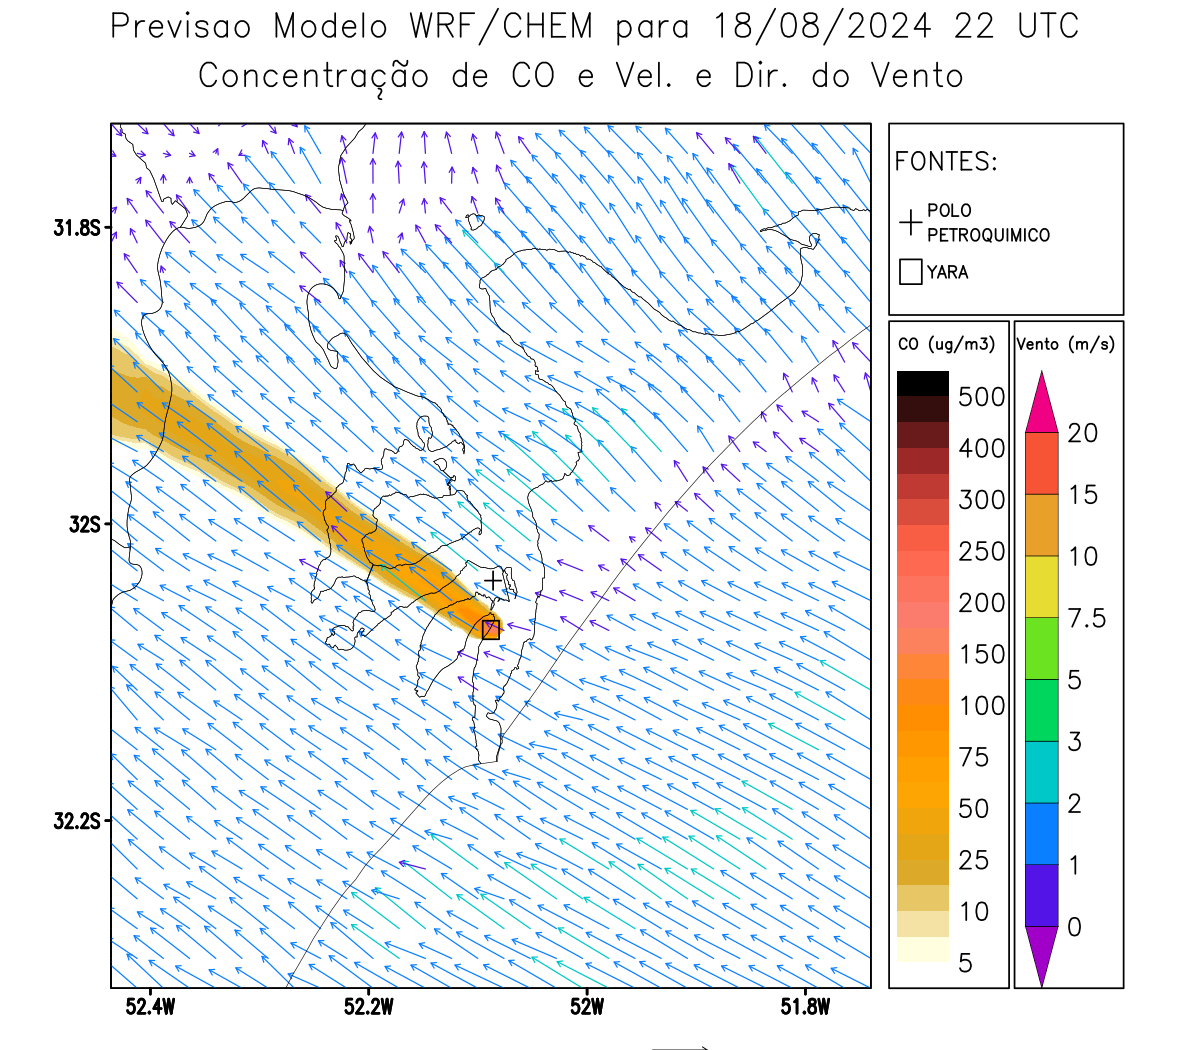 Previsao Modelo WRF/CHEM para 18/08/2024 22 UTC
Concentração de CO e Vel. e Dir. do Vento
FONTES:
POLO
PETROQUIMICO
YARA
CO (ug/m3)
500
400
300
250
200
150
100
75
50
25
10
5
Vento (m/s)
20
15
10
7.5
5
3
2
1
0
31.8S
32S
32.2S
52.4W
52.2W
52W
51.8W